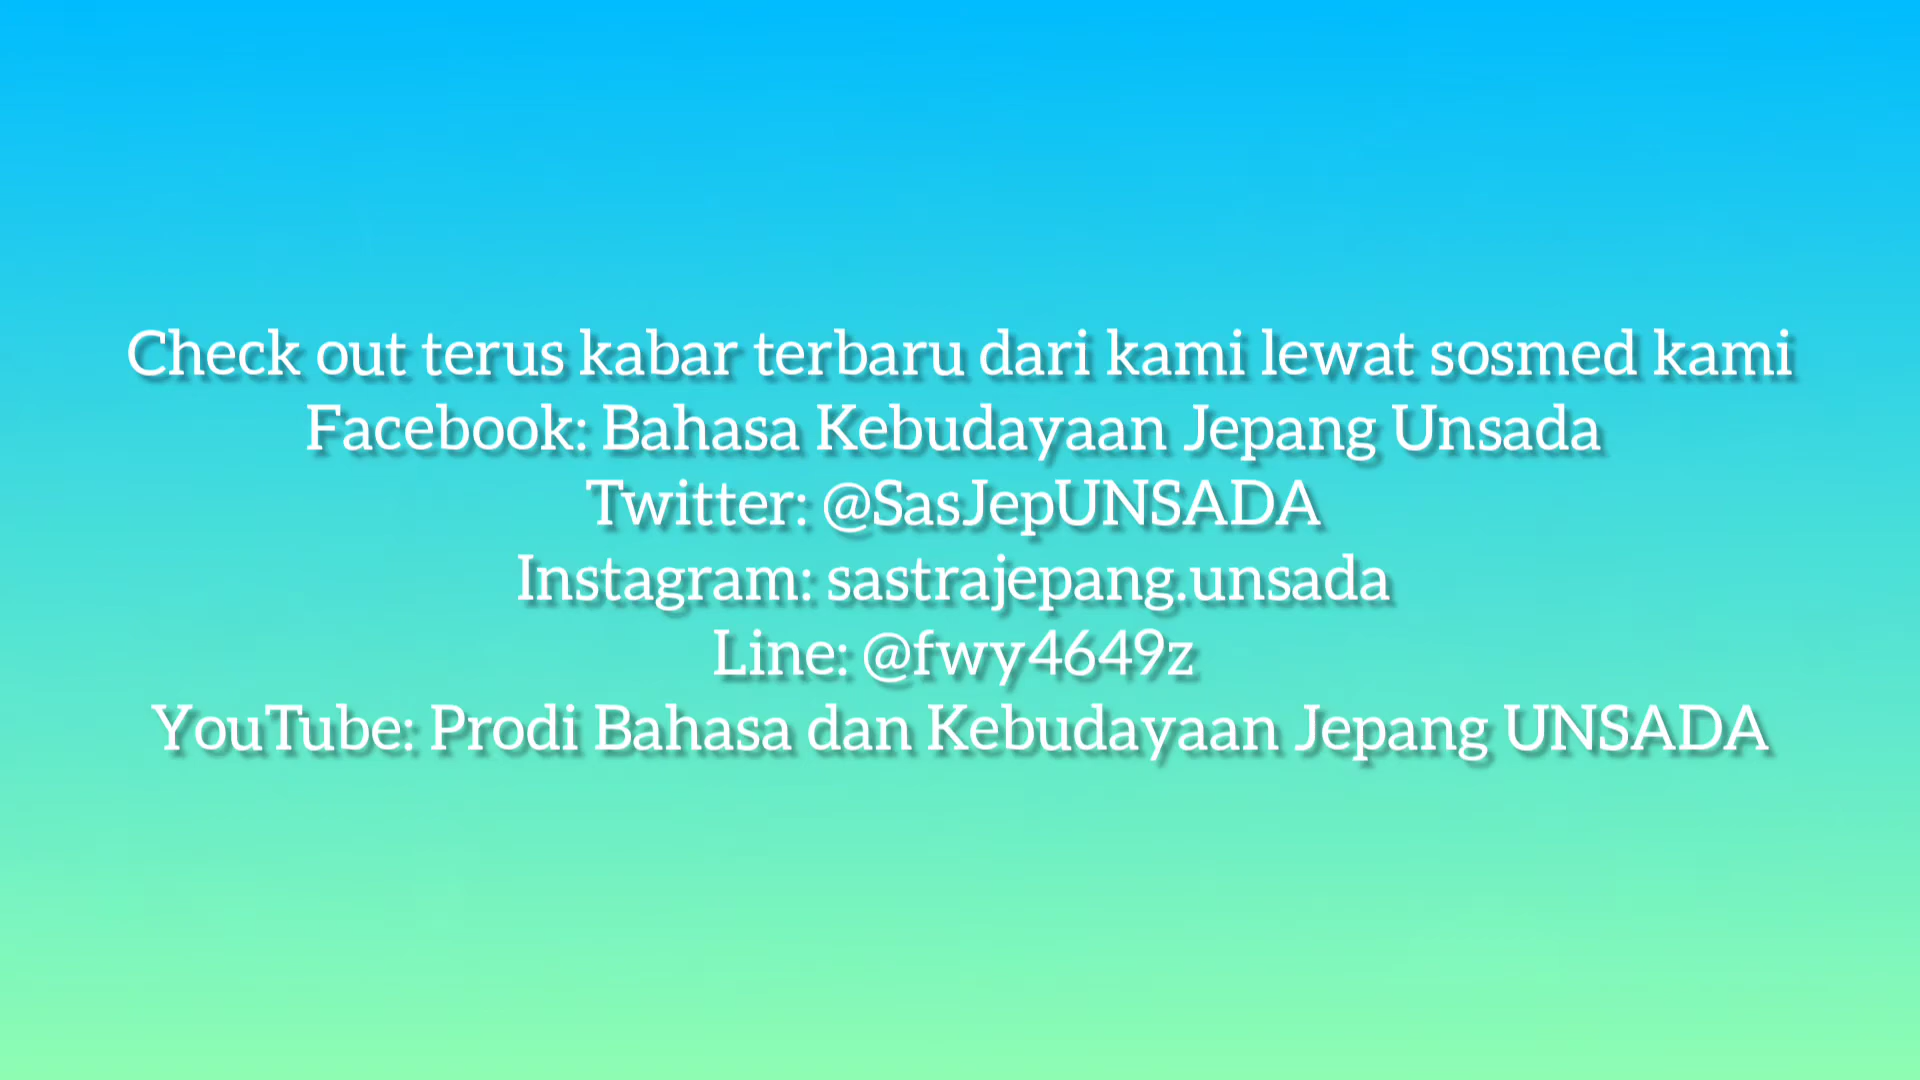 Check out terus kabar terbaru dari kami lewat sosmed kami
Facebook: Bahasa Kebudayaan Jepang Unsada
Twitter: @SasJepUNSADA
Instagram: sastrajepang.unsada
Line: @fwy4649z
YouTube: Prodi Bahasa dan Kebudayaan Jepang UNSADA